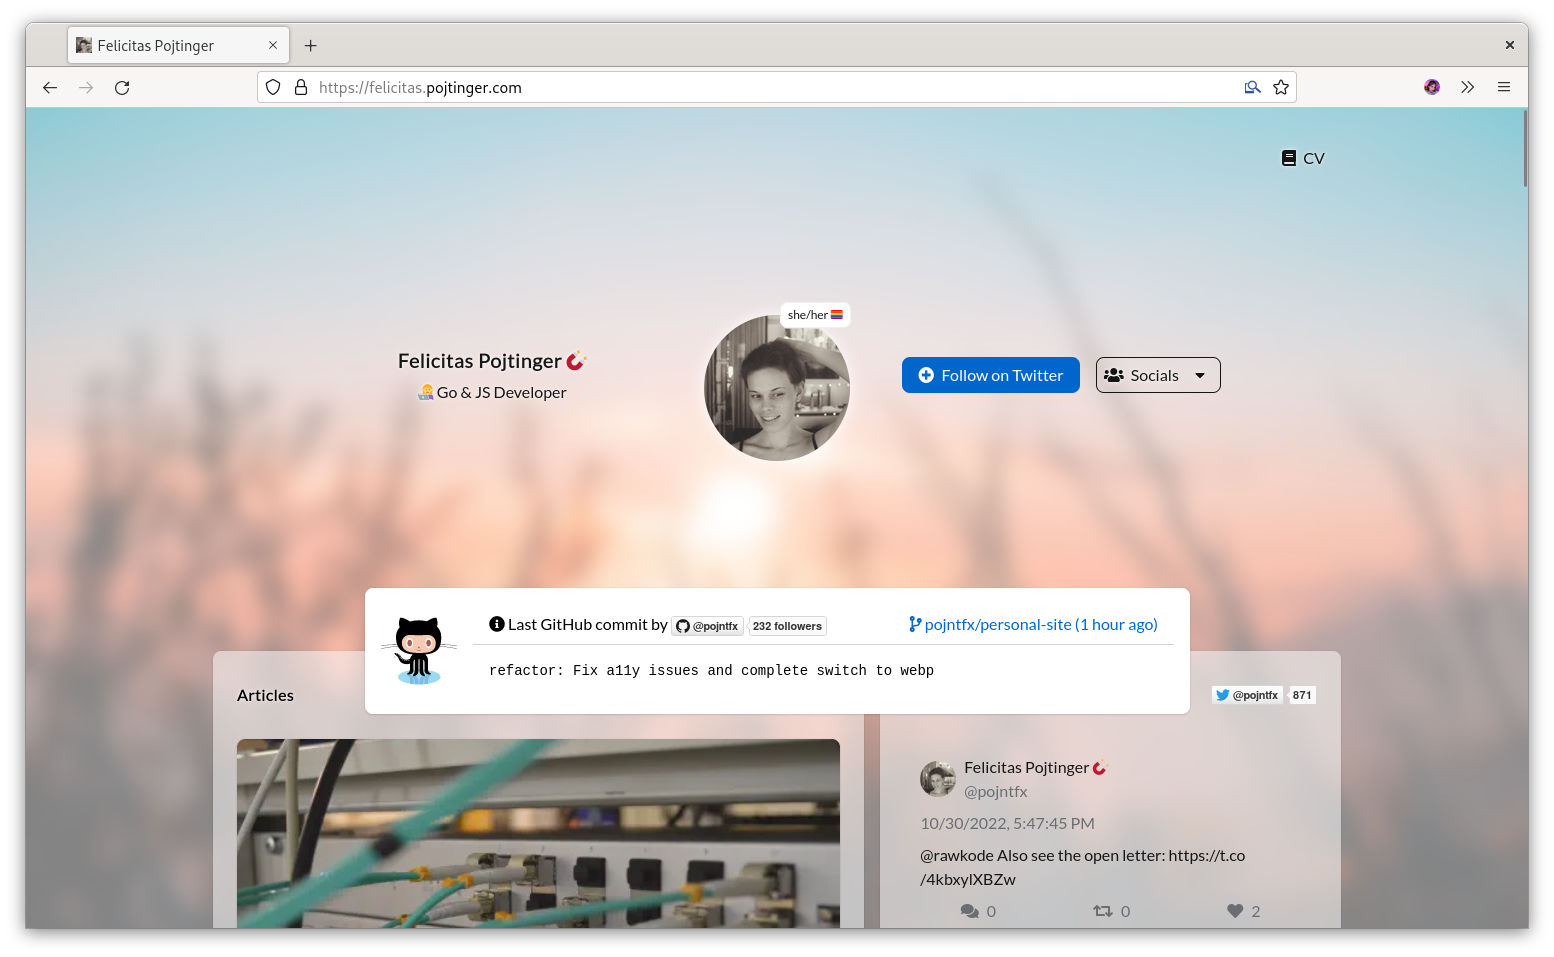 Felicitas Pojtinger
https://felicitas.pojtinger.com
CV
she/her
Felicitas Pojtinger
Go & JS Developer
Follow on Twitter
Socials
Last GitHub commit by @pojntfx 232 followers
pojntfx/personal-site (1 hour ago)
refactor: Fix a11y issues and complete switch to webp
Articles
@pojntfx 871
Felicitas Pojtinger
@pojntfx
10/30/2022, 5:47:45 PM
@rawkode Also see the open letter: https://t.co
/4kbxylXBZw
0 0 2